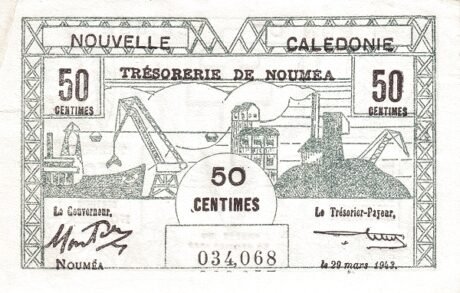 NOUVELLE CALEDONIE
50 CENTIMES
TRÉSORERIE DE NOUMÉA
50 CENTIMES
50
CENTIMES
Le Gouverneur,
Le Trésorier-Payeur,
NOUMÉA
034,068
le 29 mars 1943.